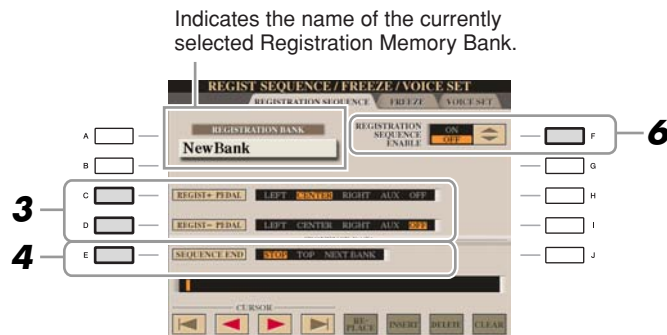 Indicates the name of the currently
selected Registration Memory Bank.
REGIST SEQUENCE / FREEZE / VOICE SET
REGISTRATION SEQUENCE FREEZE VOICE SET
REGISTRATION BANK
NewBank
REGISTRATION
SEQUENCE
ENABLE
ON
OFF
A
B
C
D
E
F
G
H
I
J
6
3
4
REGIST+ PEDAL LEFT CENTER RIGHT AUX OFF
REGIST- PEDAL LEFT CENTER RIGHT AUX OFF
SEQUENCE END STOP TOP NEXT BANK
CURSOR
RE-
PLACE
INSERT
DELETE
CLEAR